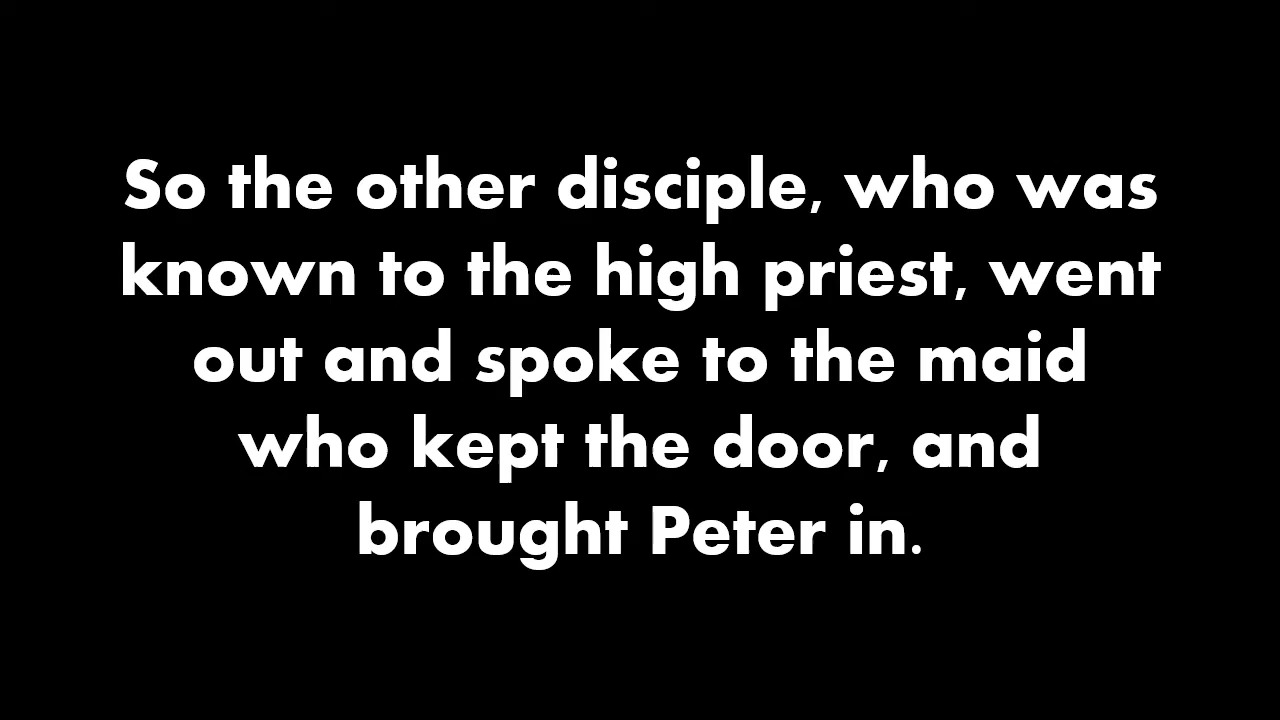 So the other disciple, who was
known to the high priest, went
out and spoke to the maid
who kept the door, and
brought Peter in.